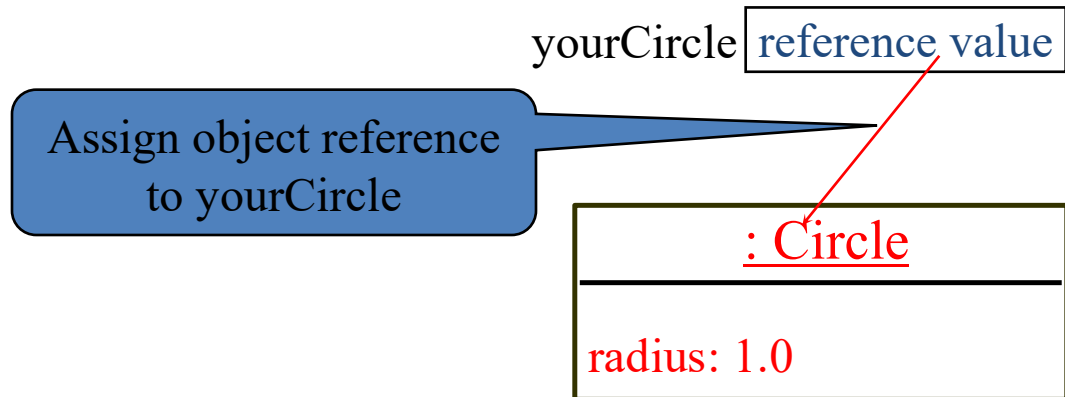 yourCircle reference value
Assign object reference
to yourCircle
: Circle
radius: 1.0